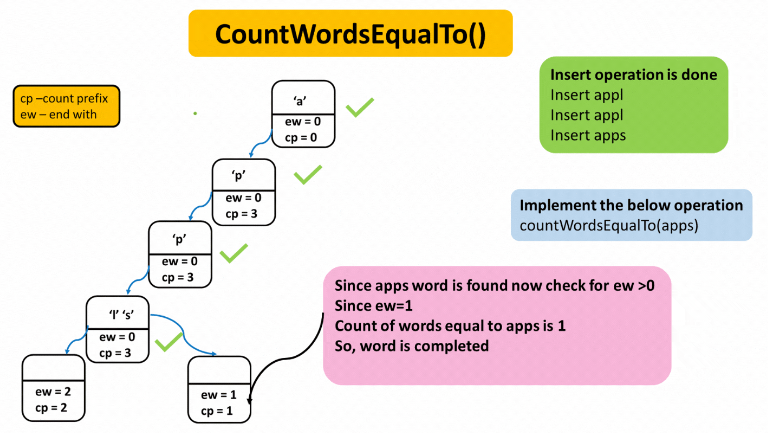 CountWordsEqualTo()
cp –count prefix
ew – end with
Insert operation is done
Insert appl
Insert appl
Insert apps
‘a’
ew = 0
cp = 0
‘p’
ew = 0
cp = 3
Implement the below operation
countWordsEqualTo(apps)
‘p’
ew = 0
cp = 3
‘l’ ‘s’
ew = 0
cp = 3
Since apps word is found now check for ew >0
Since ew=1
Count of words equal to apps is 1
So, word is completed
ew = 2
cp = 2
ew = 1
cp = 1